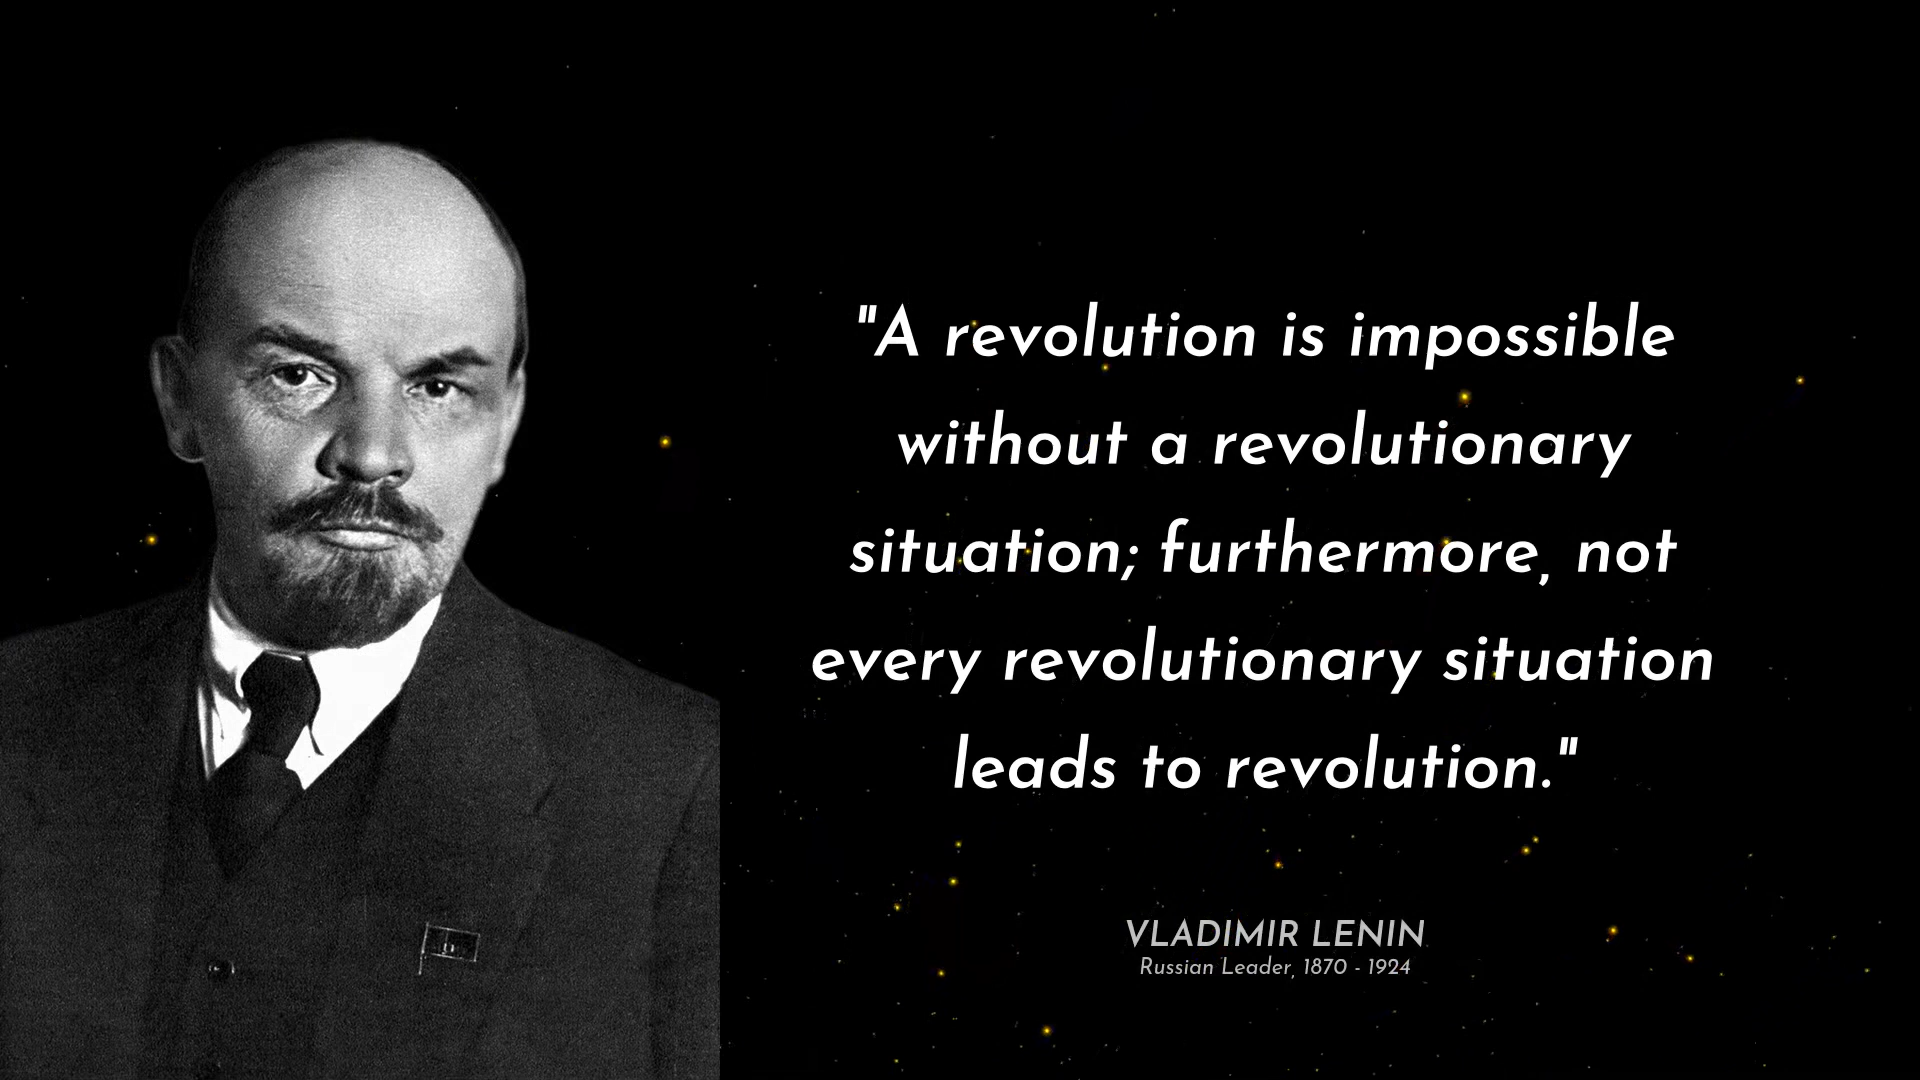 "A revolution is impossible
without a revolutionary
situation; furthermore, not
every revolutionary situation
leads to revolution."
VLADIMIR LENIN
Russian Leader, 1870 - 1924